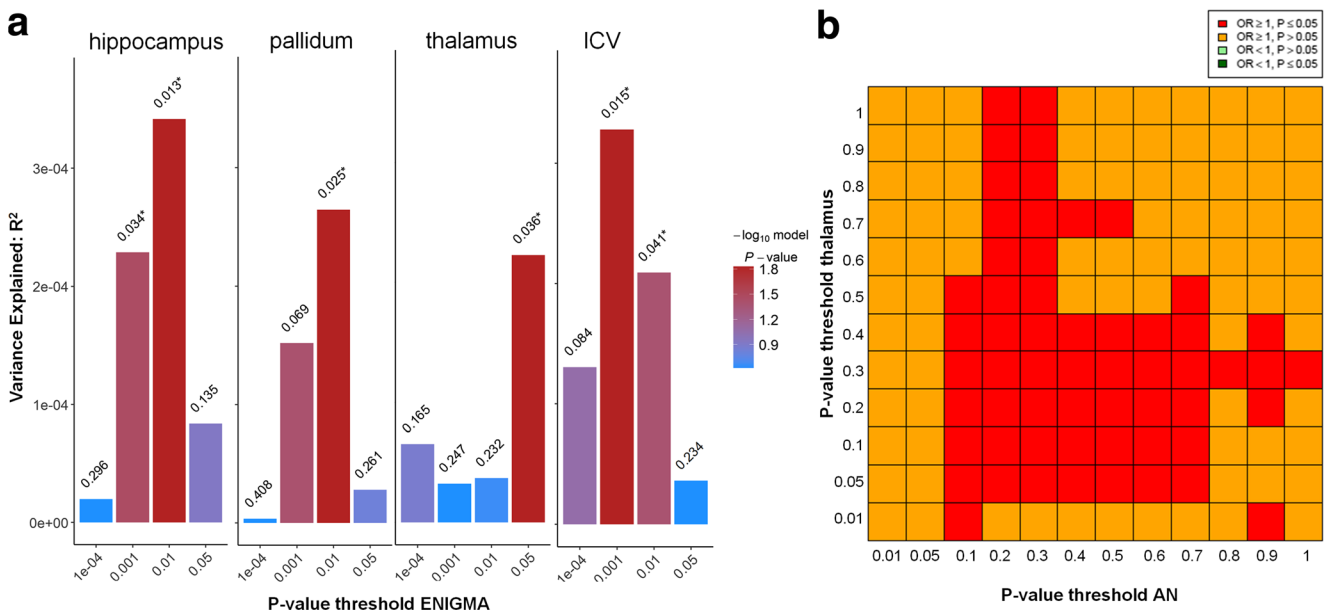 a
hippocampus
pallidum
thalamus
ICV
Variance Explained: R²
3e-04
2e-04
1e-04
0e+00
0.296
0.034*
0.013*
0.135
0.408
0.069
0.025*
0.261
0.165
0.247
0.232
0.036*
0.084
0.015*
0.041*
0.234
1e-04
0.001
0.01
0.05
1e-04
0.001
0.01
0.05
1e-04
0.001
0.01
0.05
1e-04
0.001
0.01
0.05
P-value threshold ENIGMA
−log₁₀ model
P − value
1.8
1.5
1.2
0.9
b
OR ≥ 1, P ≤ 0.05
OR ≥ 1, P > 0.05
OR < 1, P > 0.05
OR < 1, P ≤ 0.05
P-value threshold thalamus
1
0.9
0.8
0.7
0.6
0.5
0.4
0.3
0.2
0.1
0.05
0.01
0.01 0.05 0.1 0.2 0.3 0.4 0.5 0.6 0.7 0.8 0.9 1
P-value threshold AN